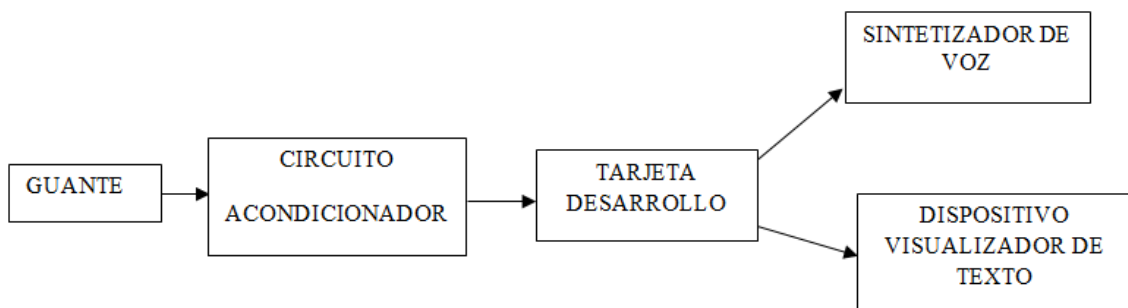 GUANTE
CIRCUITO
ACONDICIONADOR
TARJETA
DESARROLLO
SINTETIZADOR DE
VOZ
DISPOSITIVO
VISUALIZADOR DE
TEXTO